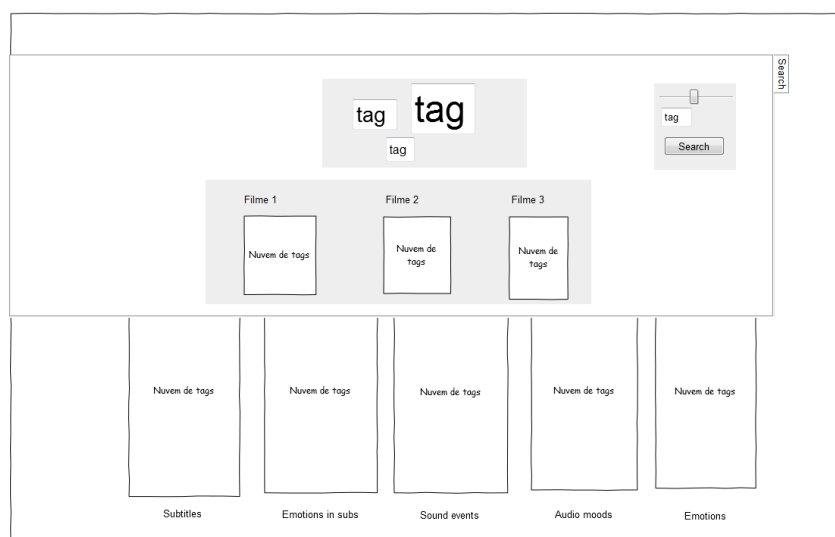 Search
tag
tag
tag
tag
Search
Filme 1
Filme 2
Filme 3
Nuvem de tags
Nuvem de
tags
Nuvem de
tags
Nuvem de tags
Nuvem de tags
Nuvem de tags
Nuvem de tags
Nuvem de tags
Subtitles
Emotions in subs
Sound events
Audio moods
Emotions